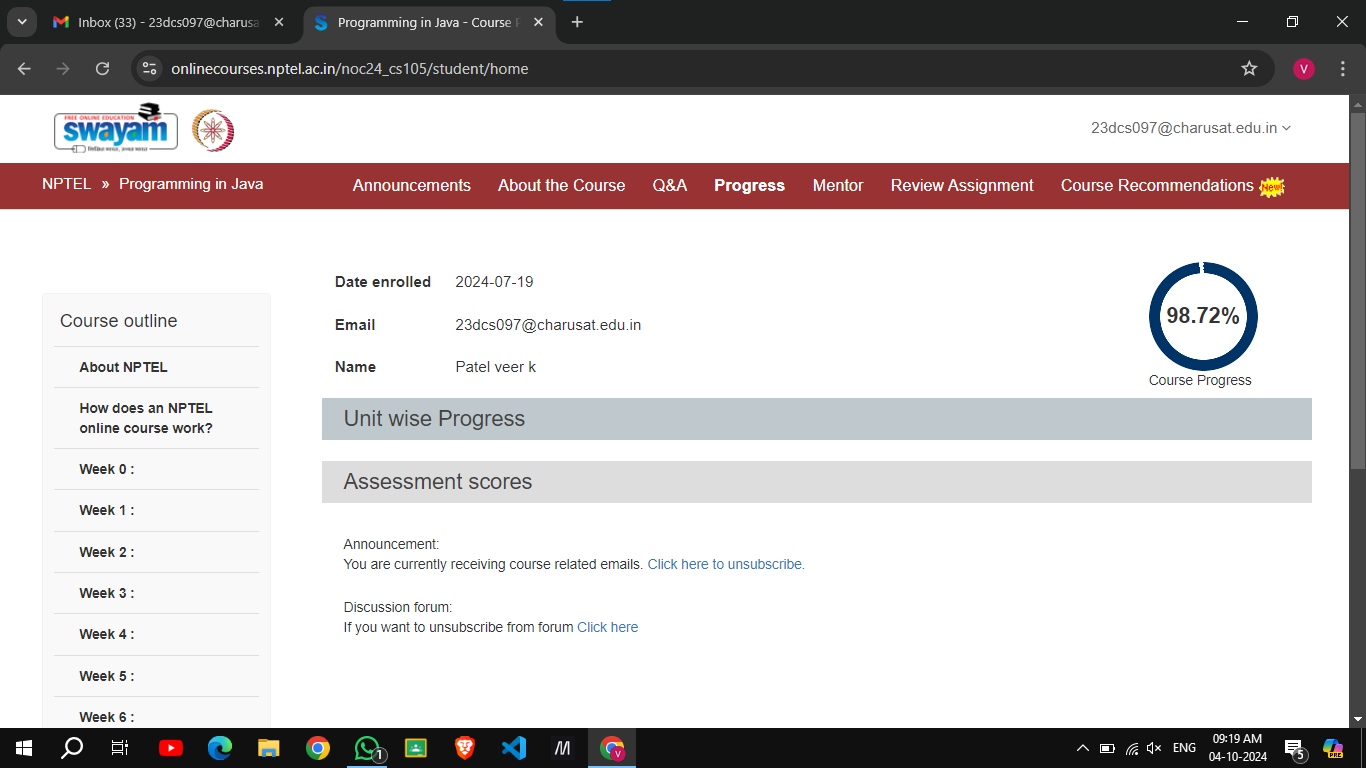 Inbox (33) - 23dcs097@charusa
Programming in Java - Course P
onlinecourses.nptel.ac.in/noc24_cs105/student/home
V
FREE ONLINE EDUCATION
swayam
23dcs097@charusat.edu.in
NPTEL » Programming in Java
Announcements About the Course Q&A Progress Mentor Review Assignment Course Recommendations New!
Date enrolled 2024-07-19
Email 23dcs097@charusat.edu.in
Name Patel veer k
98.72%
Course Progress
Course outline
About NPTEL
How does an NPTEL
online course work?
Week 0 :
Week 1 :
Week 2 :
Week 3 :
Week 4 :
Week 5 :
Week 6 :
Unit wise Progress
Assessment scores
Announcement:
You are currently receiving course related emails. Click here to unsubscribe.
Discussion forum:
If you want to unsubscribe from forum Click here
1
V
ENG
09:19 AM
04-10-2024
5
PRE